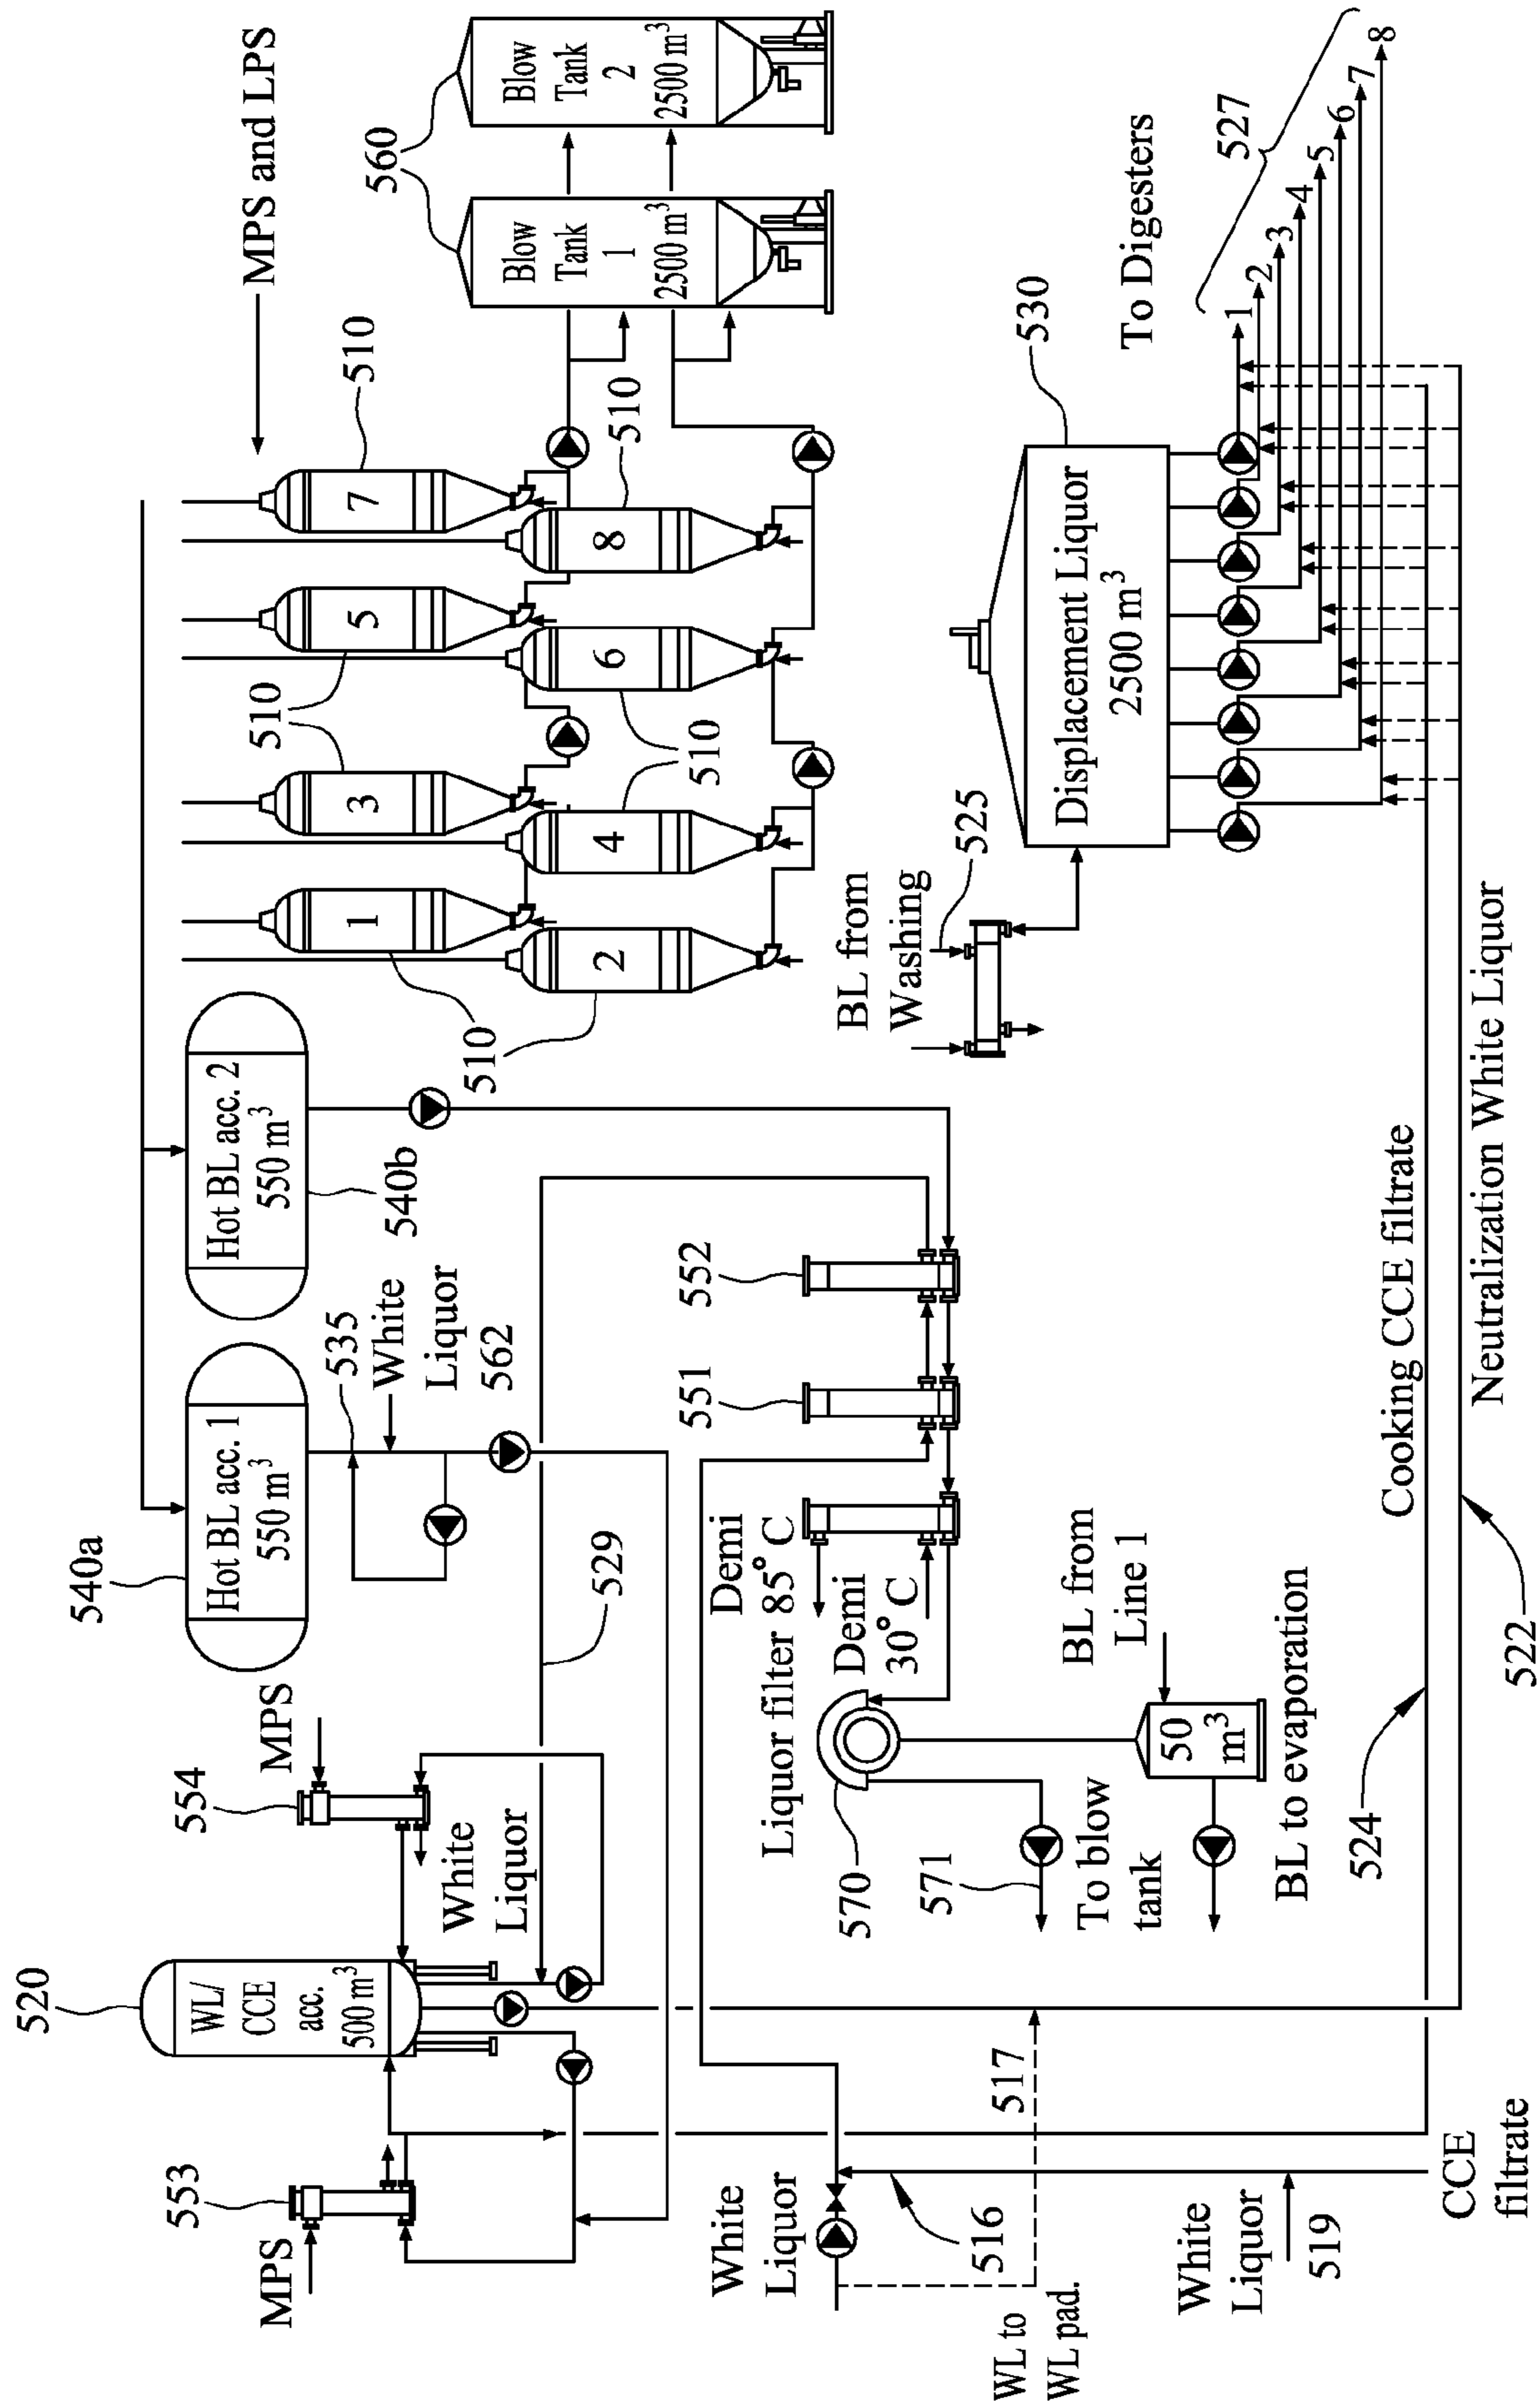 MPS and LPS
560
Blow
Tank
1
2500 m³
Blow
Tank
2
2500 m³
510
7
510
8
5
6
510
510
3
4
1
2
510
540a
Hot BL acc. 1
550 m³
Hot BL acc. 2
550 m³
540b
535
White
Liquor
562
520
WL/
CCE
acc.
500 m³
554
MPS
White
Liquor
553
MPS
529
551
552
Demi
85° C
Demi
30° C
Liquor filter
570
571
To blow
tank
BL from
Line 1
50
m³
BL to evaporation
BL from
Washing
525
Displacement Liquor
2500 m³
530
To Digesters
527
1
2
3
4
5
6
7
8
White
Liquor
516
517
WL to
WL pad.
White
Liquor
519
CCE
filtrate
524
522
Cooking CCE filtrate
Neutralization White Liquor